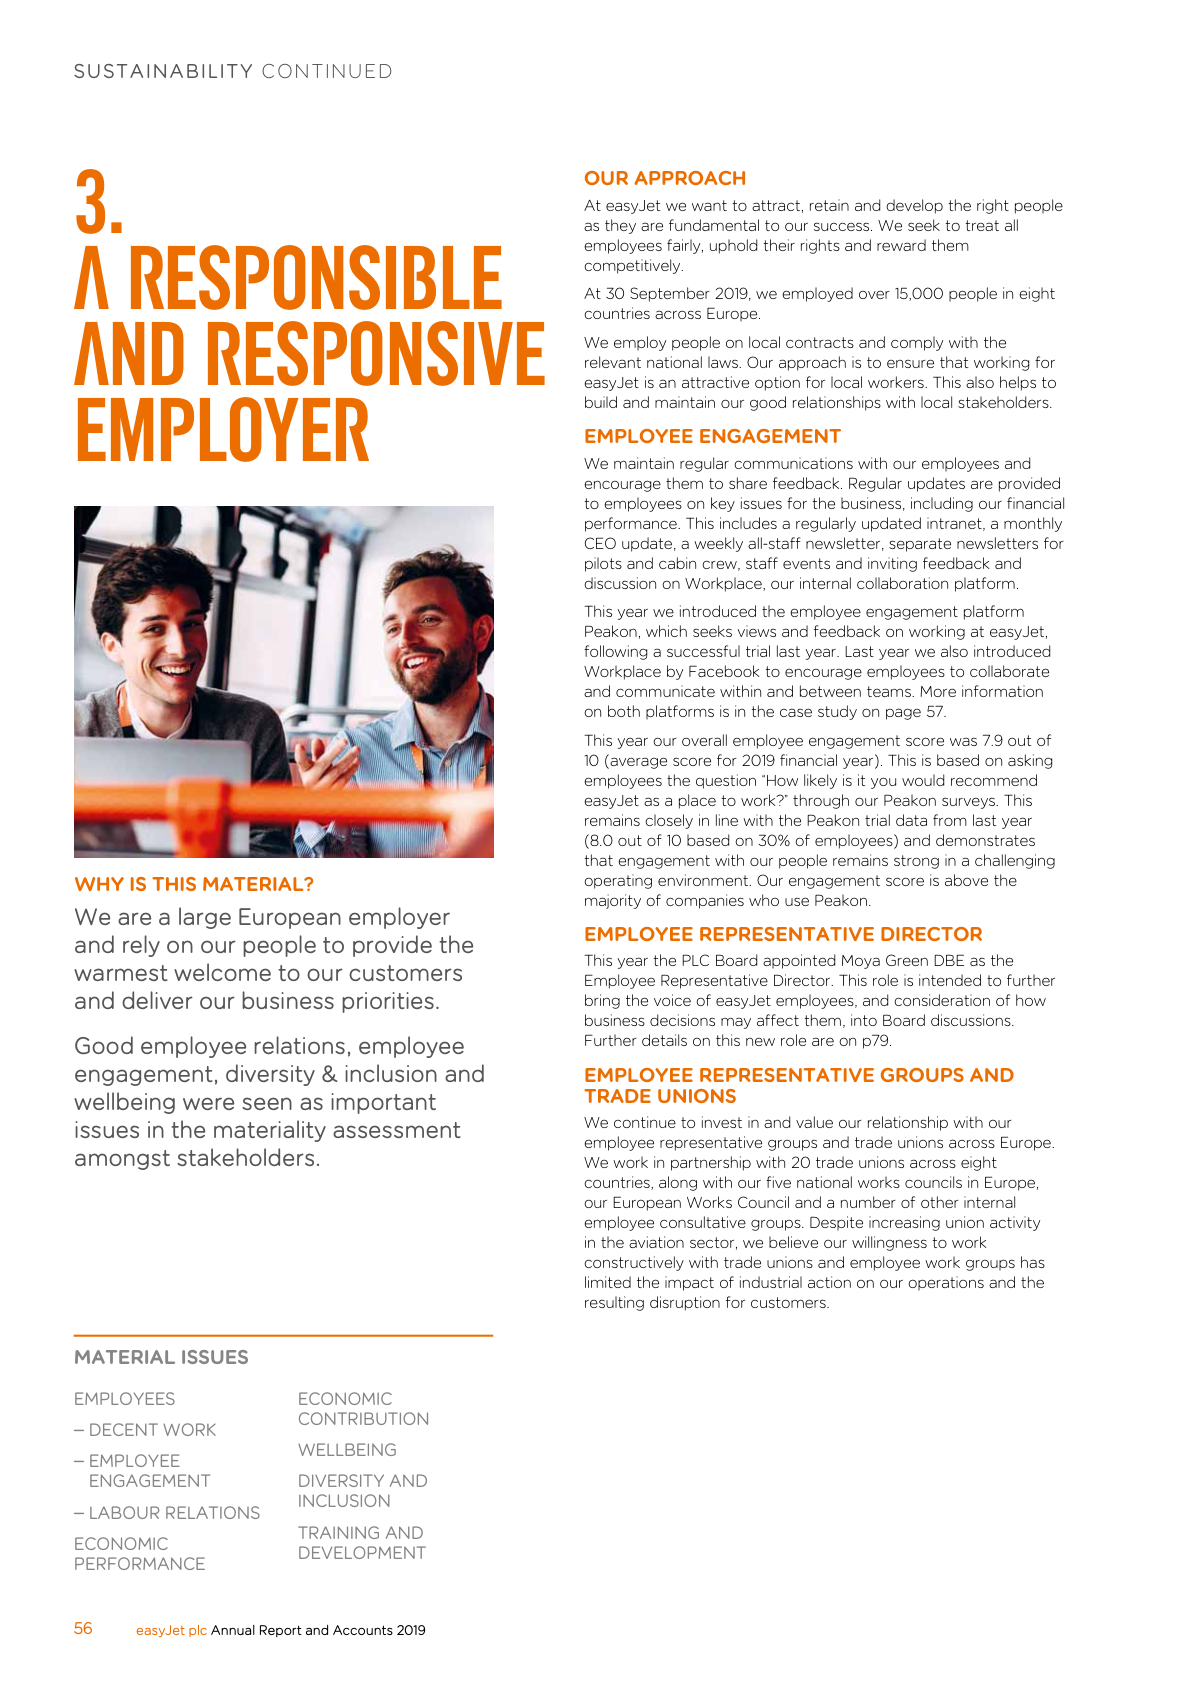 SUSTAINABILITY CONTINUED
3.
A RESPONSIBLE
AND RESPONSIVE
EMPLOYER
WHY IS THIS MATERIAL?
We are a large European employer
and rely on our people to provide the
warmest welcome to our customers
and deliver our business priorities.
Good employee relations, employee
engagement, diversity & inclusion and
wellbeing were seen as important
issues in the materiality assessment
amongst stakeholders.
MATERIAL ISSUES
EMPLOYEES
– DECENT WORK
– EMPLOYEE
ENGAGEMENT
– LABOUR RELATIONS
ECONOMIC
PERFORMANCE
ECONOMIC
CONTRIBUTION
WELLBEING
DIVERSITY AND
INCLUSION
TRAINING AND
DEVELOPMENT
OUR APPROACH
At easyJet we want to attract, retain and develop the right people
as they are fundamental to our success. We seek to treat all
employees fairly, uphold their rights and reward them
competitively.
At 30 September 2019, we employed over 15,000 people in eight
countries across Europe.
We employ people on local contracts and comply with the
relevant national laws. Our approach is to ensure that working for
easyJet is an attractive option for local workers. This also helps to
build and maintain our good relationships with local stakeholders.
EMPLOYEE ENGAGEMENT
We maintain regular communications with our employees and
encourage them to share feedback. Regular updates are provided
to employees on key issues for the business, including our financial
performance. This includes a regularly updated intranet, a monthly
CEO update, a weekly all-staff newsletter, separate newsletters for
pilots and cabin crew, staff events and inviting feedback and
discussion on Workplace, our internal collaboration platform.
This year we introduced the employee engagement platform
Peakon, which seeks views and feedback on working at easyJet,
following a successful trial last year. Last year we also introduced
Workplace by Facebook to encourage employees to collaborate
and communicate within and between teams. More information
on both platforms is in the case study on page 57.
This year our overall employee engagement score was 7.9 out of
10 (average score for 2019 financial year). This is based on asking
employees the question “How likely is it you would recommend
easyJet as a place to work?” through our Peakon surveys. This
remains closely in line with the Peakon trial data from last year
(8.0 out of 10 based on 30% of employees) and demonstrates
that engagement with our people remains strong in a challenging
operating environment. Our engagement score is above the
majority of companies who use Peakon.
EMPLOYEE REPRESENTATIVE DIRECTOR
This year the PLC Board appointed Moya Green DBE as the
Employee Representative Director. This role is intended to further
bring the voice of easyJet employees, and consideration of how
business decisions may affect them, into Board discussions.
Further details on this new role are on p79.
EMPLOYEE REPRESENTATIVE GROUPS AND
TRADE UNIONS
We continue to invest in and value our relationship with our
employee representative groups and trade unions across Europe.
We work in partnership with 20 trade unions across eight
countries, along with our five national works councils in Europe,
our European Works Council and a number of other internal
employee consultative groups. Despite increasing union activity
in the aviation sector, we believe our willingness to work
constructively with trade unions and employee work groups has
limited the impact of industrial action on our operations and the
resulting disruption for customers.
56 easyJet plc Annual Report and Accounts 2019